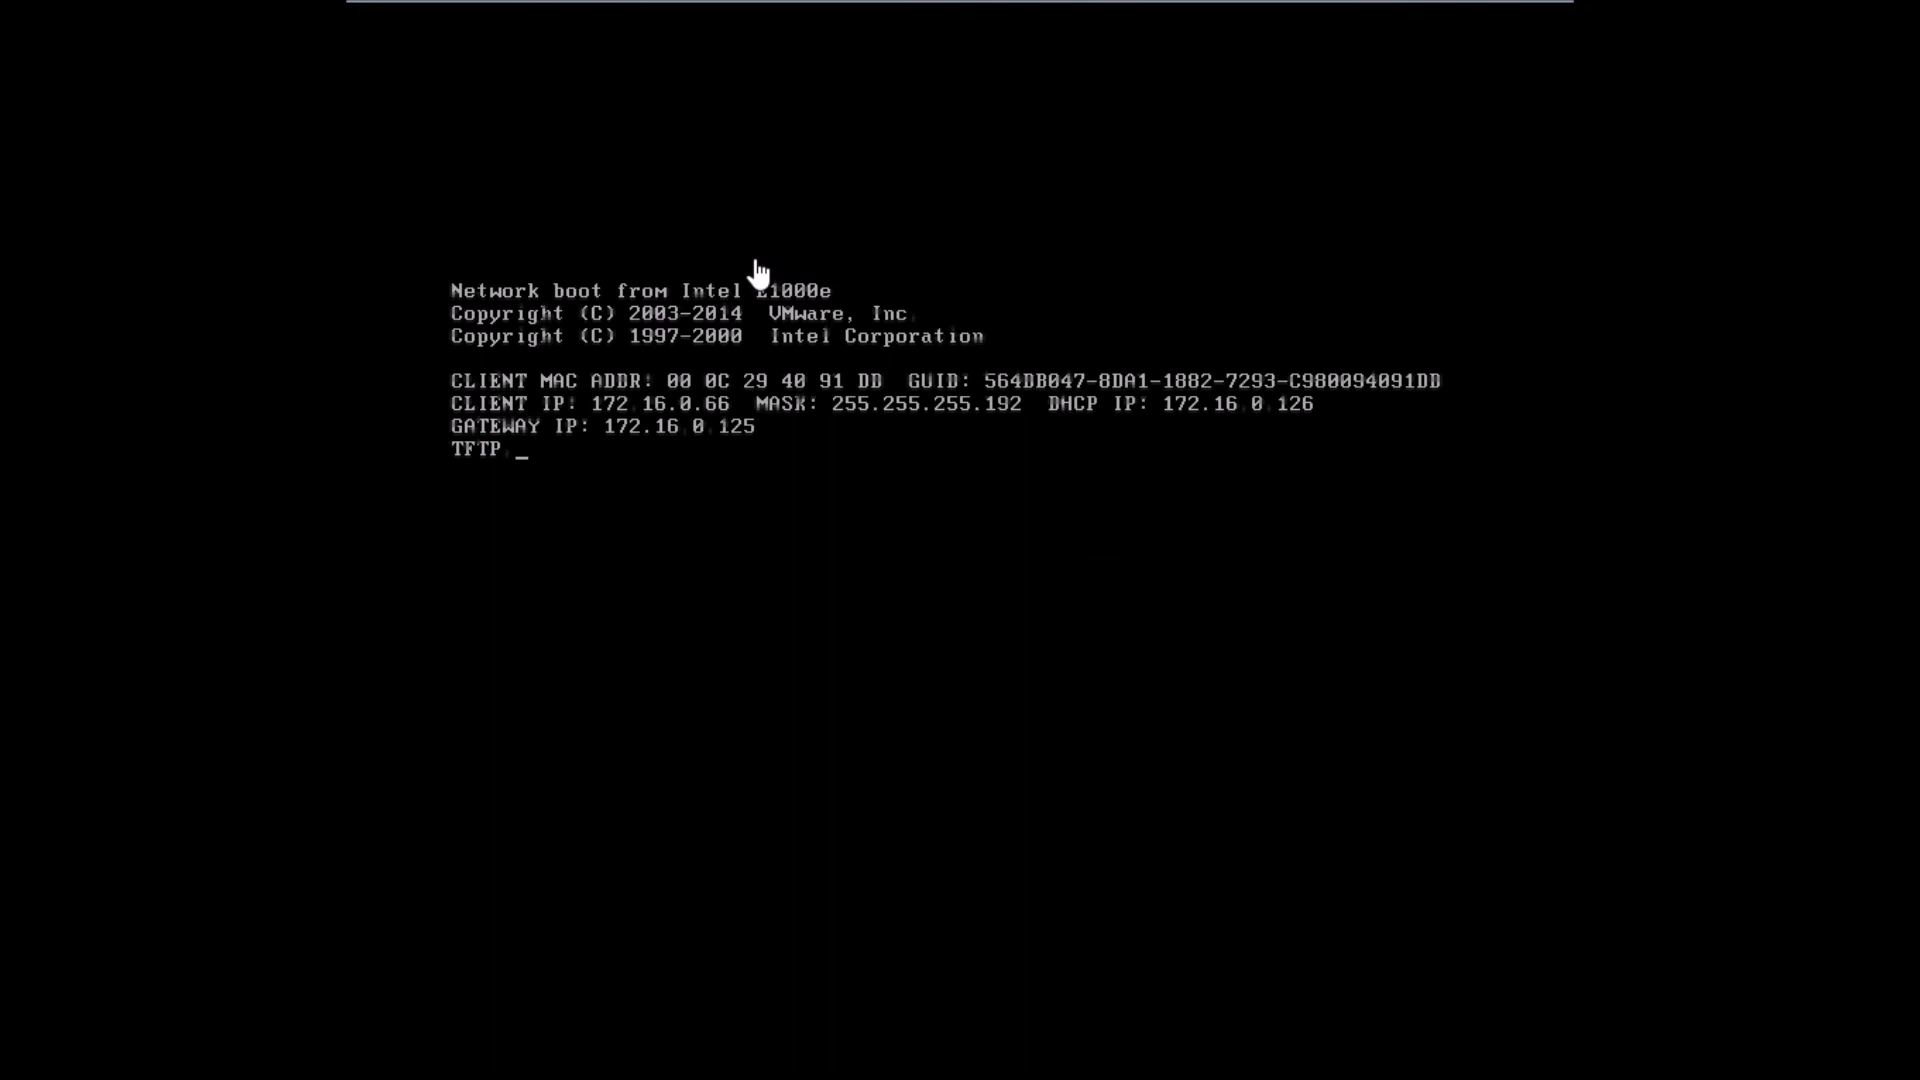 Network boot from Intel E1000e
Copyright (C) 2003-2014  VMware, Inc.
Copyright (C) 1997-2000  Intel Corporation
CLIENT MAC ADDR: 00 0C 29 40 91 DD  GUID: 564DB047-8DA1-1882-7293-C980094091DD
CLIENT IP: 172.16.0.66  MASK: 255.255.255.192  DHCP IP: 172.16.0.126
GATEWAY IP: 172.16.0.125
TFTP. _